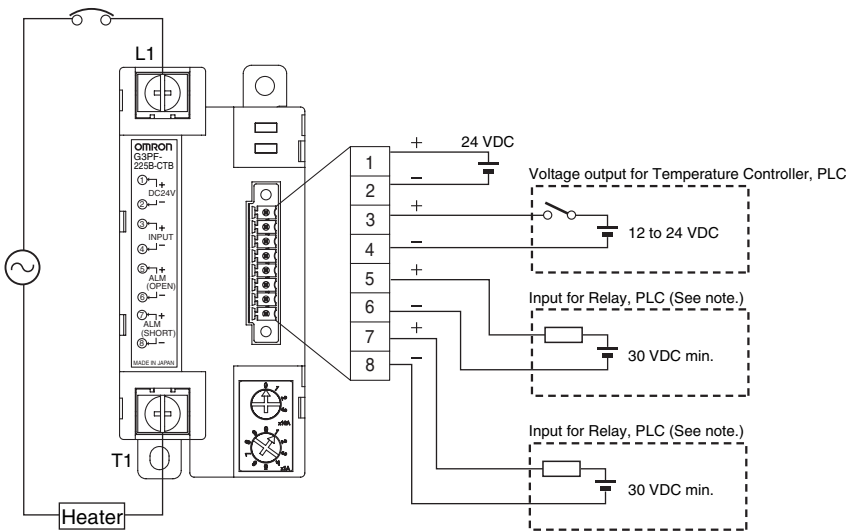 L1
OMRON
G3PF-
225B-CTB
1 +
DC24V
2 −
3 +
INPUT
4 −
5 +
ALM
(OPEN)
6 −
7 +
ALM
(SHORT)
8 −
MADE IN JAPAN
T1
Heater
1
2
3
4
5
6
7
8
+ 24 VDC
−
Voltage output for Temperature Controller, PLC
+
12 to 24 VDC
−
Input for Relay, PLC (See note.)
+
−
30 VDC min.
Input for Relay, PLC (See note.)
+
−
30 VDC min.